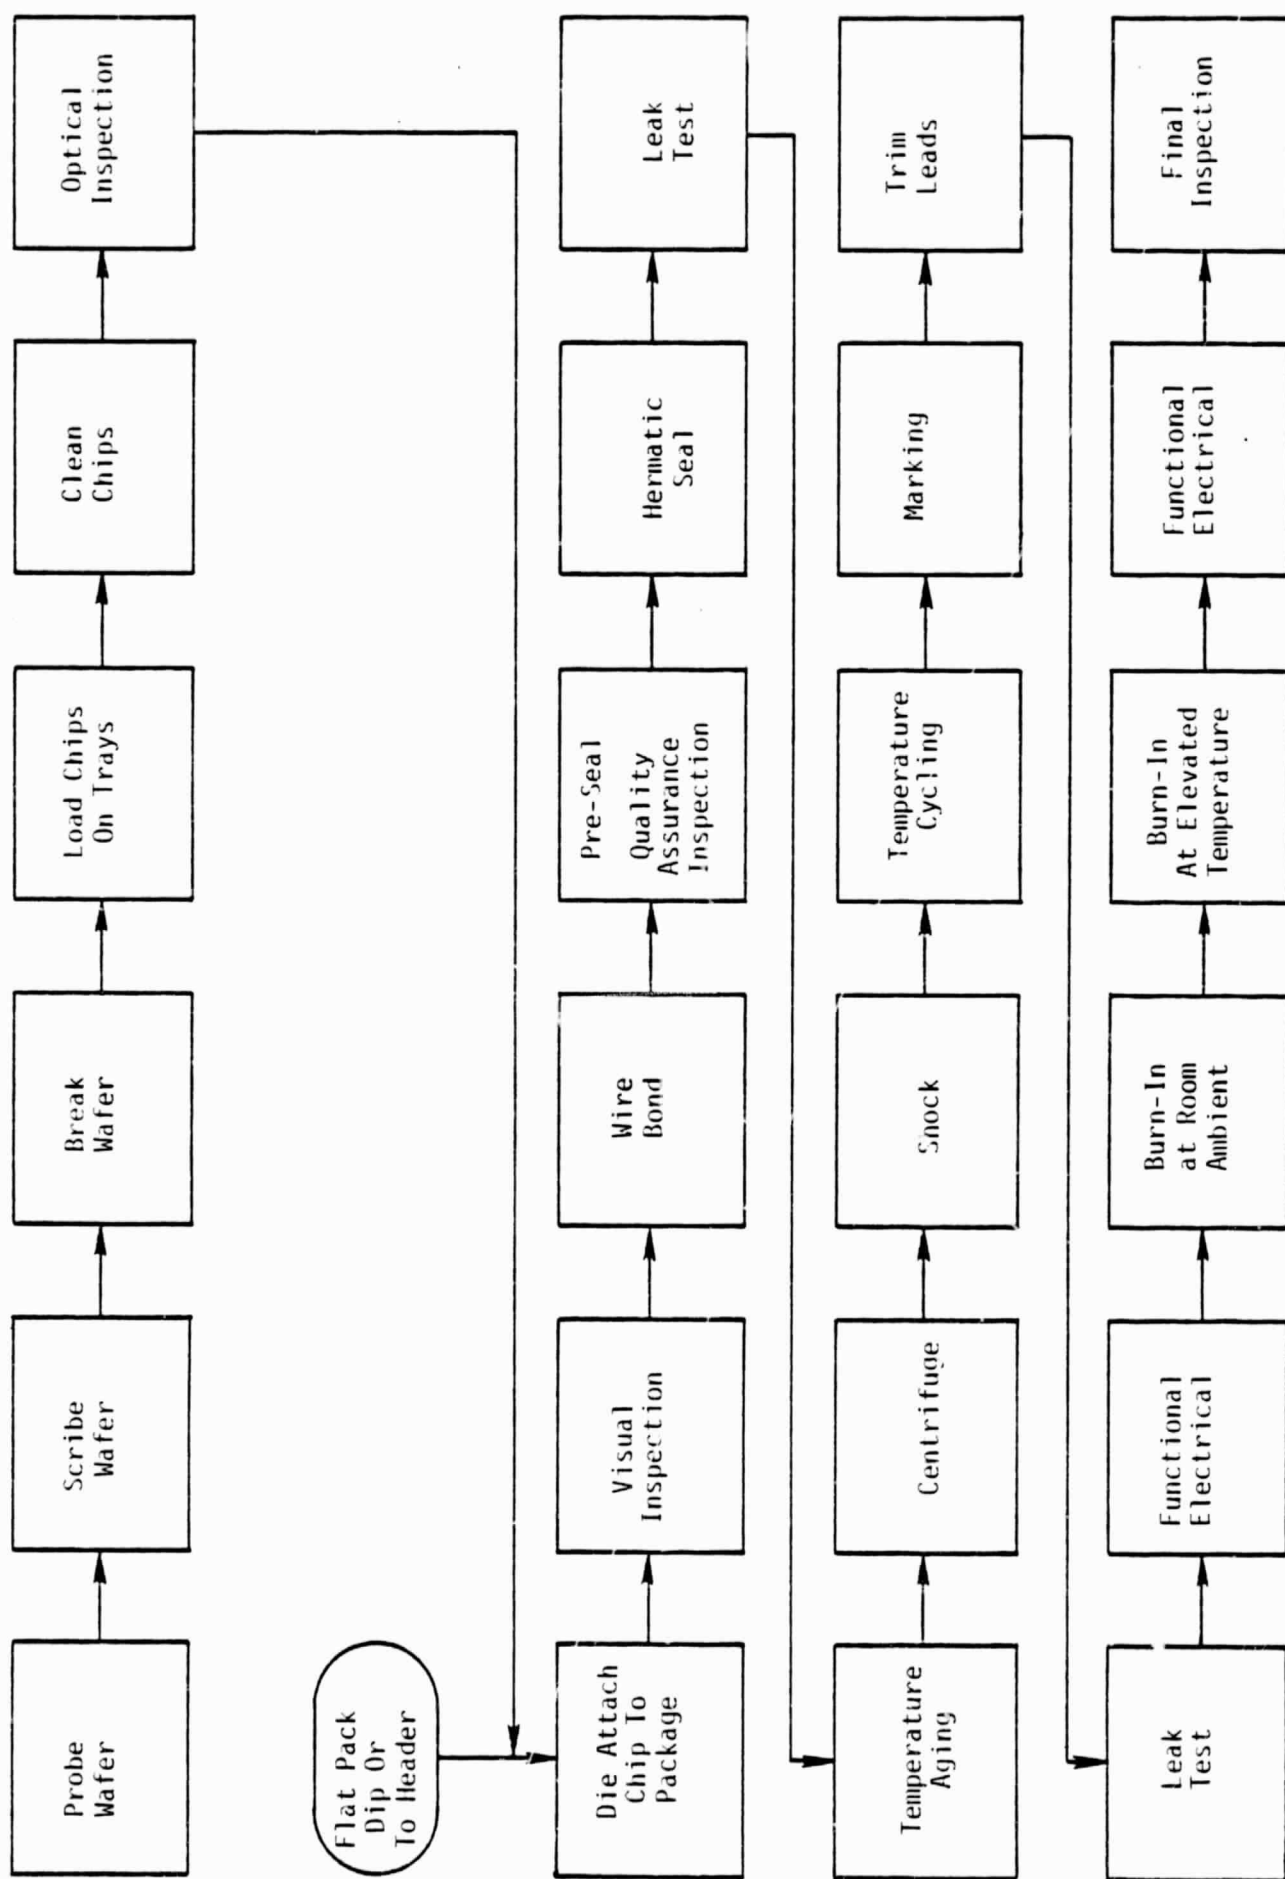 Probe
Wafer
Scribe
Wafer
Break
Wafer
Load Chips
On Trays
Clean
Chips
Optical
Inspection
Flat Pack
Dip Or
To Header
Die Attach
Chip To
Package
Visual
Inspection
Wire
Bond
Pre-Seal
Quality
Assurance
Inspection
Hermatic
Seal
Leak
Test
Temperature
Aging
Centrifuge
Shock
Temperature
Cycling
Marking
Trim
Leads
Leak
Test
Functional
Electrical
Burn-In
at Room
Ambient
Burn-In
At Elevated
Temperature
Functional
Electrical
Final
Inspection